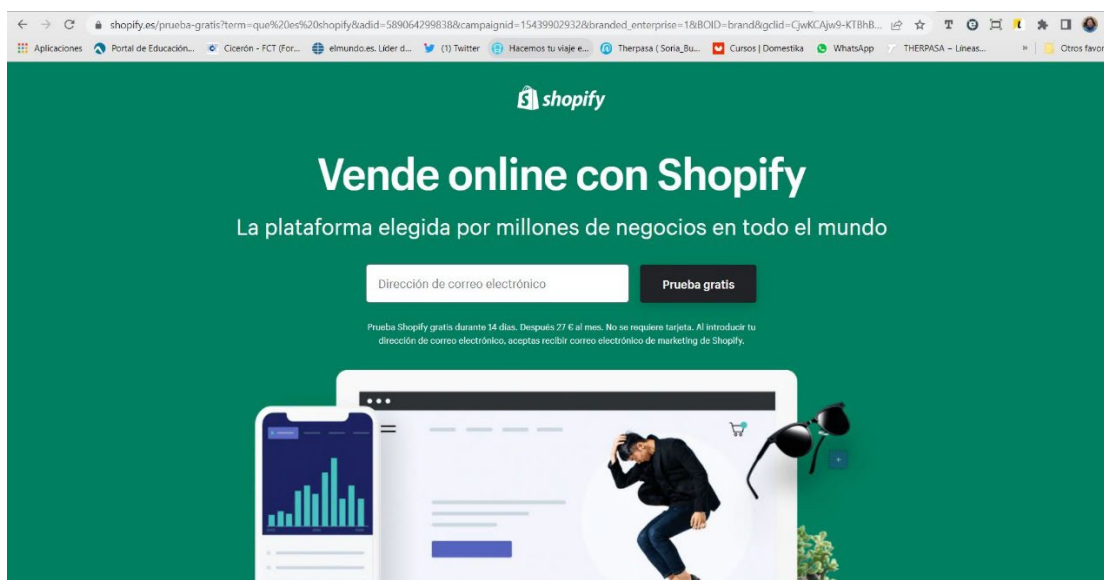 shopify.es/prueba-gratis?term=que%20es%20shopify&adid=589064299838&campaignid=15439902932&branded_enterprise=1&BOID=brand&gclid=CjwKCAjw9-KTBhB...
Aplicaciones Portal de Educación... Cicerón - FCT (For... elmundo.es. Líder d... (1) Twitter Hacemos tu viaje e... Therpasa ( Soria_Bu... Cursos | Domestika WhatsApp THERPASA – Líneas... » Otros favor
shopify
Vende online con Shopify
La plataforma elegida por millones de negocios en todo el mundo
Dirección de correo electrónico Prueba gratis
Prueba Shopify gratis durante 14 días. Después 27 € al mes. No se requiere tarjeta. Al introducir tu
dirección de correo electrónico, aceptas recibir correo electrónico de marketing de Shopify.